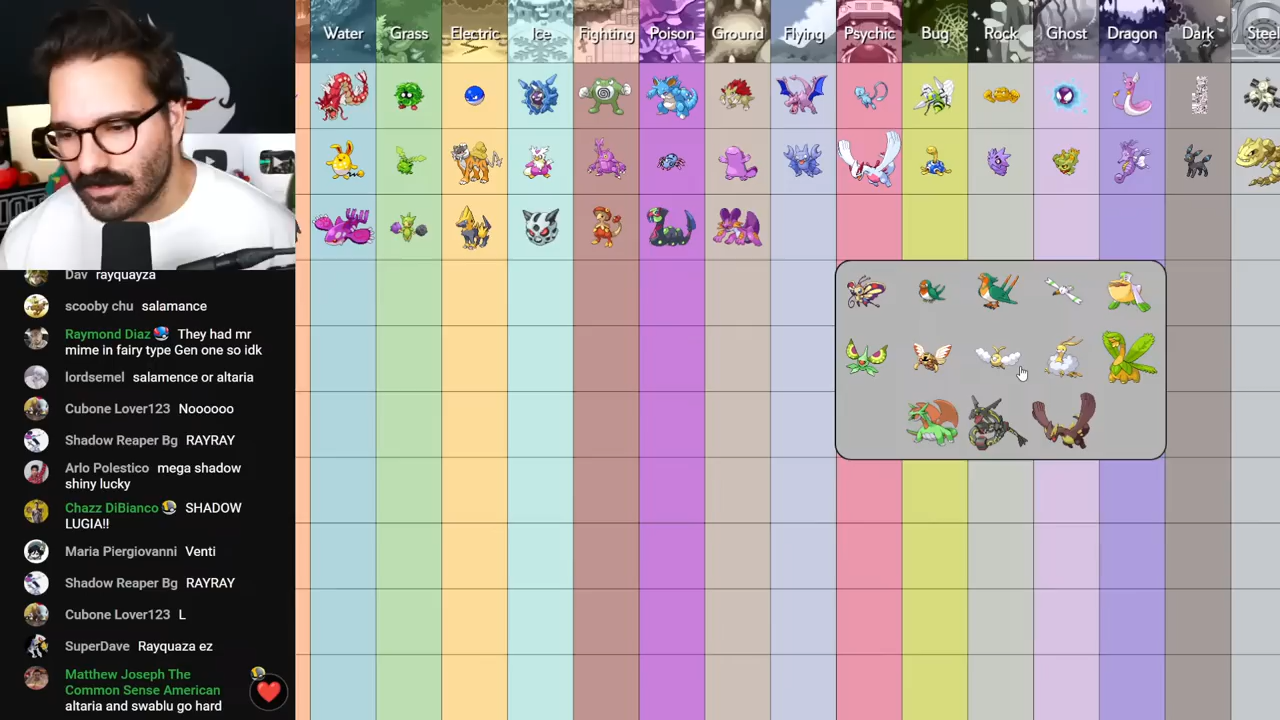 Water Grass Electric Ice Fighting Poison Ground Flying Psychic Bug Rock Ghost Dragon Dark Steel
Dav rayquayza
scooby chu salamance
Raymond Diaz They had mr
mime in fairy type Gen one so idk
lordsemel salamence or altaria
Cubone Lover123 Noooooo
Shadow Reaper Bg RAYRAY
Arlo Polestico mega shadow
shiny lucky
Chazz DiBianco SHADOW
LUGIA!!
Maria Piergiovanni Venti
Shadow Reaper Bg RAYRAY
Cubone Lover123 L
SuperDave Rayquaza ez
Matthew Joseph The
Common Sense American
altaria and swablu go hard